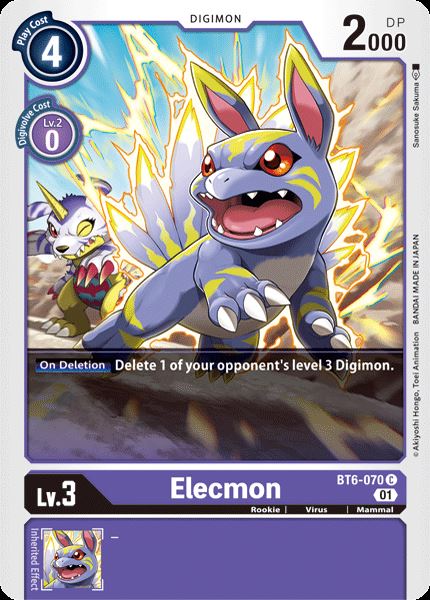 Play Cost
4
DIGIMON
DP
2000
Digivolve Cost
Lv.2
0
Sanosuke Sakuma
On Deletion Delete 1 of your opponent's level 3 Digimon.
© Akiyoshi Hongo, Toei Animation BANDAI MADE IN JAPAN
Lv.3
Elecmon
BT6-070 C
01
Rookie | Virus | Mammal
Inherited Effect
–